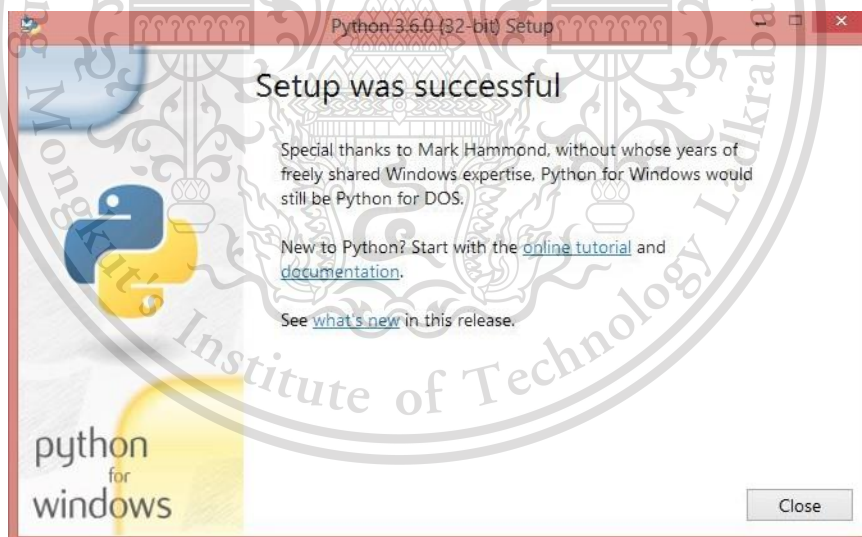 Python 3.6.0 (32-bit) Setup
Setup was successful
Special thanks to Mark Hammond, without whose years of
freely shared Windows expertise, Python for Windows would
still be Python for DOS.
New to Python? Start with the online tutorial and
documentation.
See what's new in this release.
python
for
windows
Close
Mongkut's Institute of Technology Ladkrabang